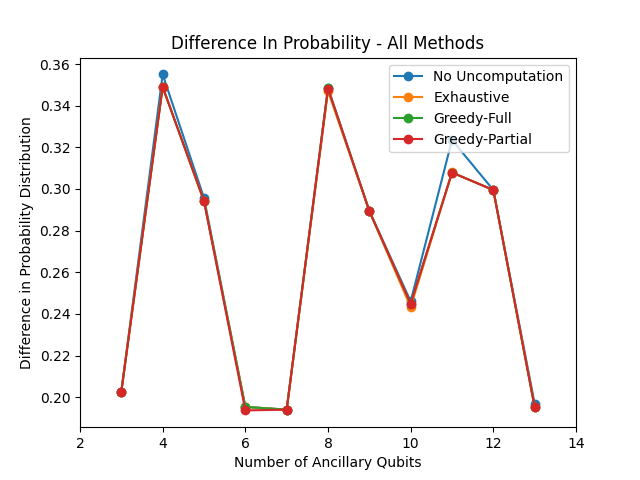 Difference In Probability - All Methods
No Uncomputation
Exhaustive
Greedy-Full
Greedy-Partial
Difference in Probability Distribution
0.36
0.34
0.32
0.30
0.28
0.26
0.24
0.22
0.20
2 4 6 8 10 12 14
Number of Ancillary Qubits